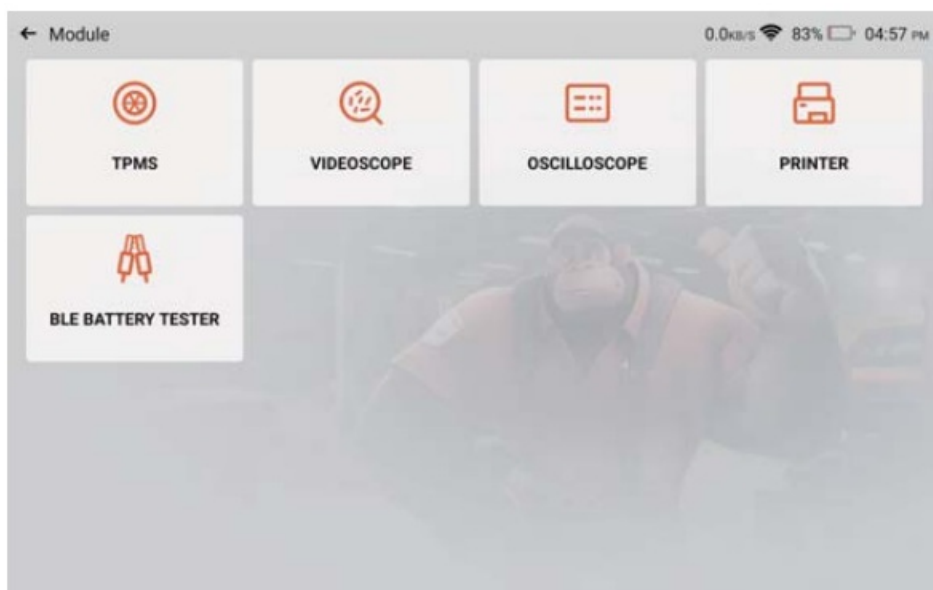 Module
0.0KB/S 83% 04:57 PM
TPMS
VIDEOSCOPE
OSCILLOSCOPE
PRINTER
BLE BATTERY TESTER